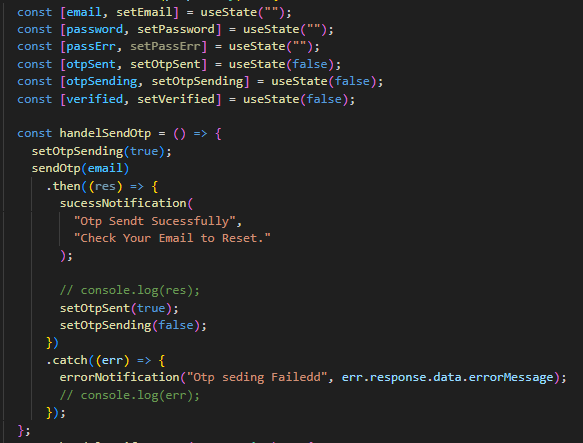 const [email, setEmail] = useState("");
const [password, setPassword] = useState("");
const [passErr, setPassErr] = useState("");
const [otpSent, setOtpSent] = useState(false);
const [otpSending, setOtpSending] = useState(false);
const [verified, setVerified] = useState(false);

const handelSendOtp = () => {
  setOtpSending(true);
  sendOtp(email)
    .then((res) => {
      sucessNotification(
        "Otp Sendt Sucessfully",
        "Check Your Email to Reset."
      );

      // console.log(res);
      setOtpSent(true);
      setOtpSending(false);
    })
    .catch((err) => {
      errorNotification("Otp seding Failedd", err.response.data.errorMessage);
      // console.log(err);
    });
};